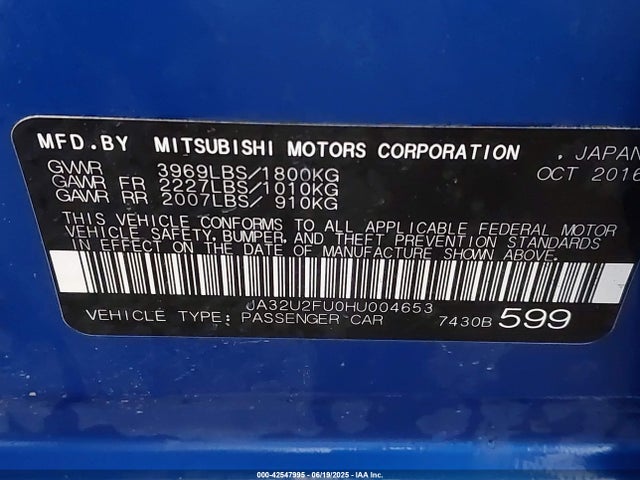 MFD.BY MITSUBISHI MOTORS CORPORATION , JAPAN
GVWR 3969LBS/1800KG OCT 2016
GAWR FR 2227LBS/1010KG
GAWR RR 2007LBS/ 910KG
THIS VEHICLE CONFORMS TO ALL APPLICABLE FEDERAL MOTOR
VEHICLE SAFETY,BUMPER,AND THEFT PREVENTION STANDARDS
IN EFFECT ON THE DATE OF MANUFACTURE SHOWN ABOVE.
JA32U2FU0HU004653
VEHICLE TYPE: PASSENGER CAR 7430B 599
000-42547995 - 06/19/2025 - IAA Inc.